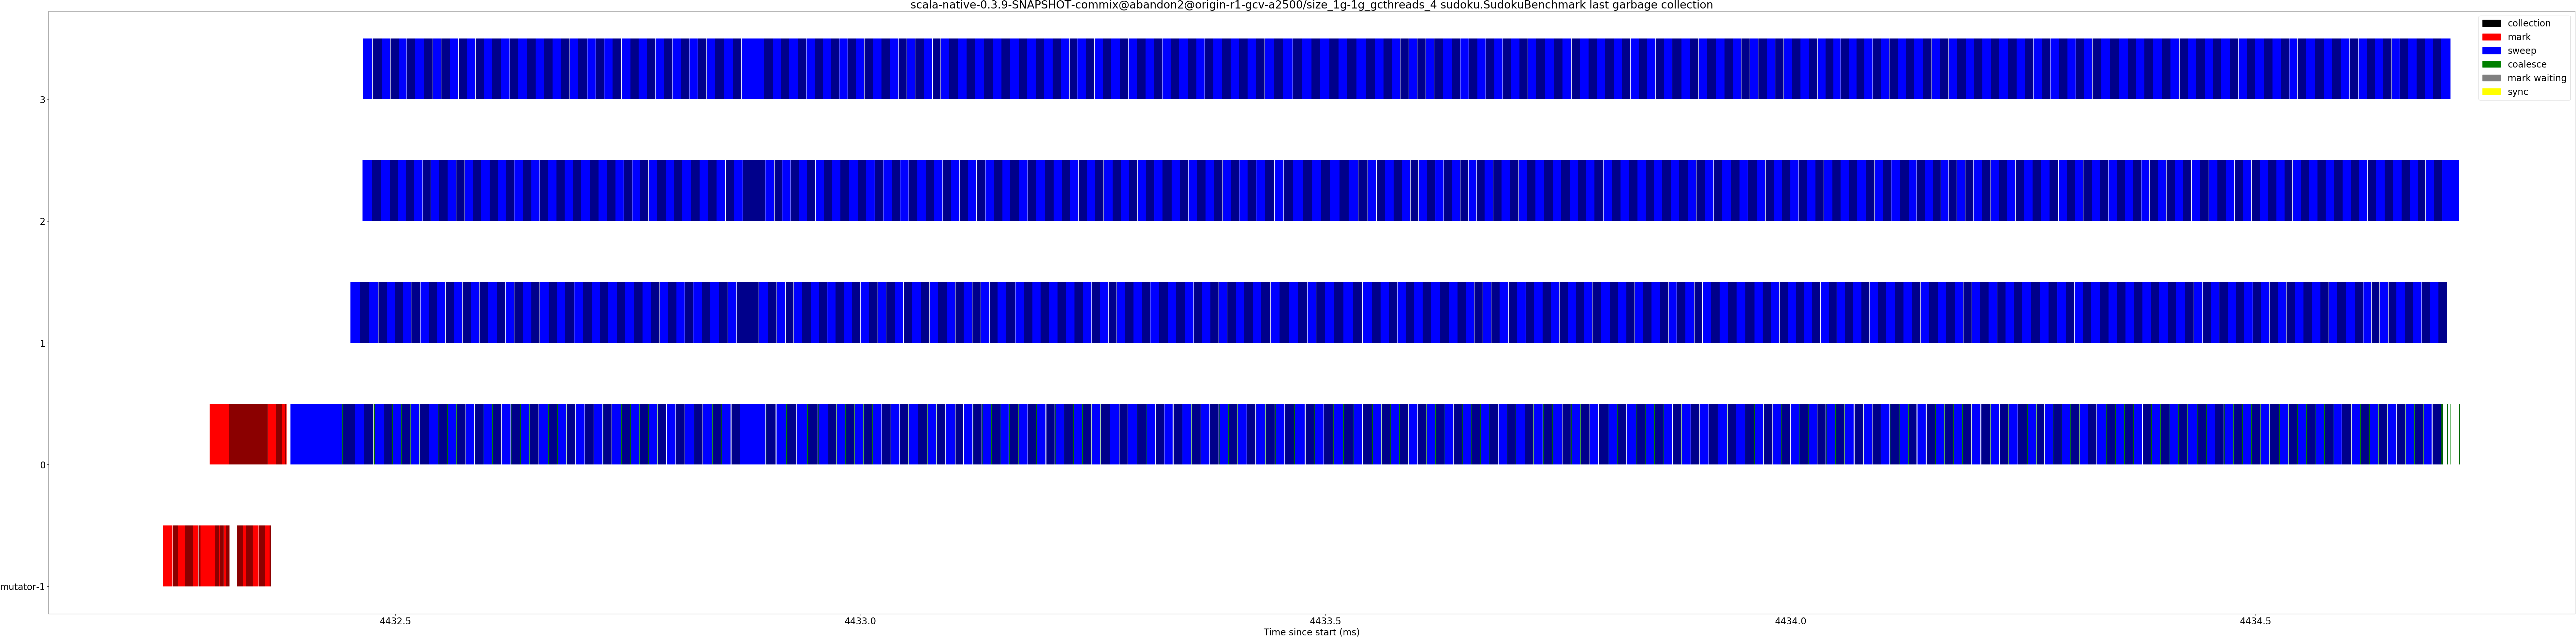 scala-native-0.3.9-SNAPSHOT-commix@abandon2@origin-r1-gcv-a2500/size_1g-1g_gcthreads_4 sudoku.SudokuBenchmark last garbage collection
collection
mark
sweep
coalesce
mark waiting
sync
3
2
1
0
mutator-1
4432.5
4433.0
4433.5
4434.0
4434.5
Time since start (ms)